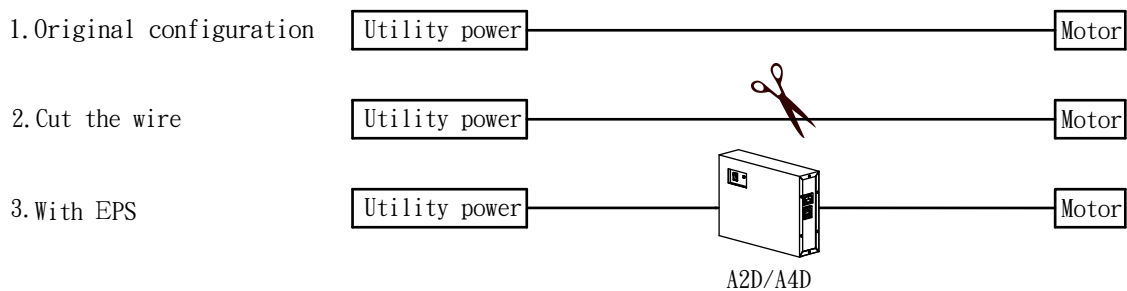 1.Original configuration Utility power Motor
2.Cut the wire Utility power Motor
3.With EPS Utility power Motor
A2D/A4D